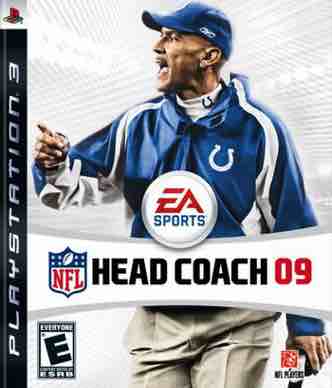 PLAYSTATION 3
EA
SPORTS
NFL
HEAD COACH 09
EVERYONE
E
ESRB
NFL PLAYERS